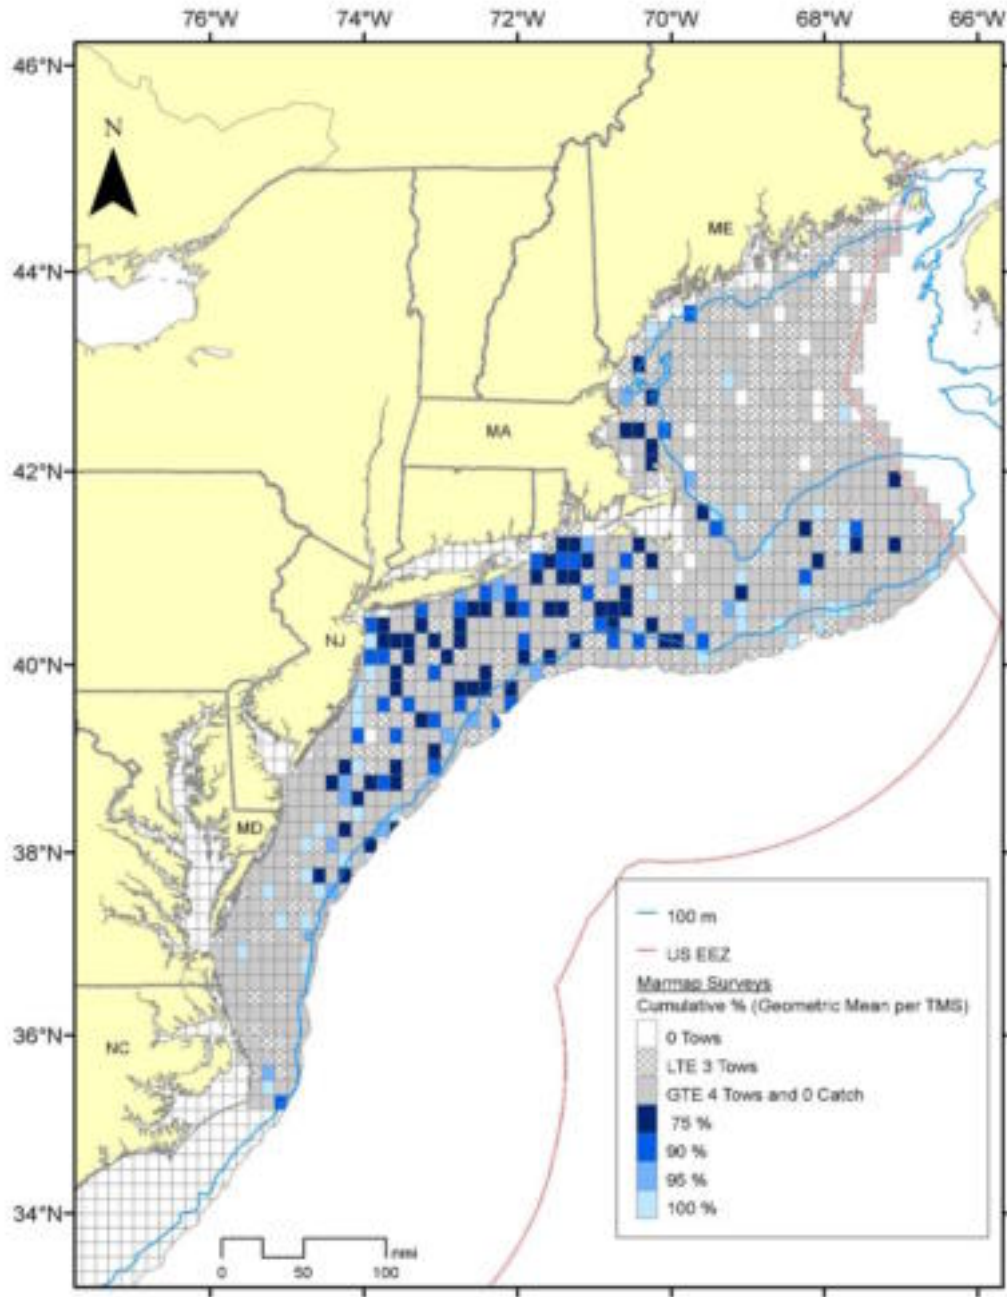 76°W 74°W 72°W 70°W 68°W 66°W
46°N
N
ME
44°N
MA
42°N
NJ
40°N
MD
38°N
100 m
US EEZ
Marmap Surveys
Cumulative % (Geometric Mean per TMS)
36°N
0 Tows
NC
LTE 3 Tows
GTE 4 Tows and 0 Catch
75 %
90 %
95 %
100 %
34°N
nmi
0 50 100